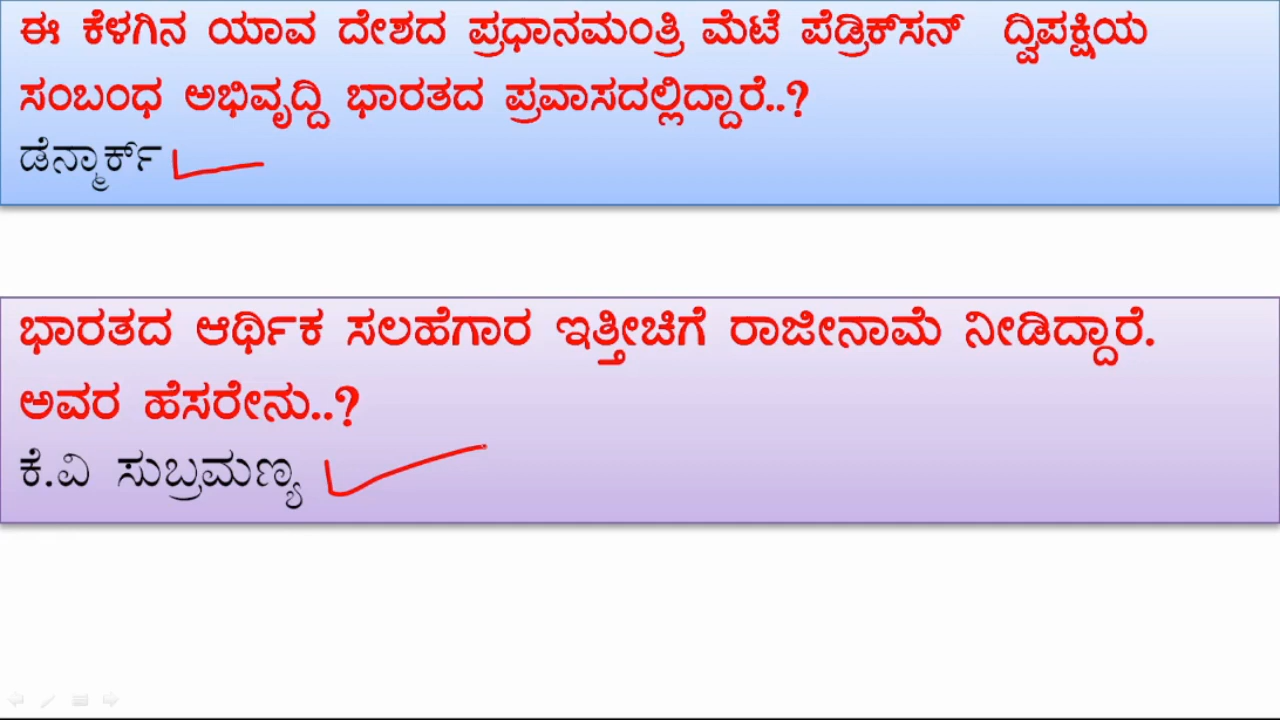 ಈ ಕೆಳಗಿನ ಯಾವ ದೇಶದ ಪ್ರಧಾನಮಂತ್ರಿ ಮೆಟೆ ಪೆಡ್ರಿಕ್‌ಸನ್ ದ್ವಿಪಕ್ಷಿಯ
ಸಂಬಂಧ ಅಭಿವೃದ್ದಿ ಭಾರತದ ಪ್ರವಾಸದಲ್ಲಿದ್ದಾರೆ..?
ಡೆನ್ಮಾರ್ಕ್
ಭಾರತದ ಆರ್ಥಿಕ ಸಲಹೆಗಾರ ಇತ್ತೀಚಿಗೆ ರಾಜೀನಾಮೆ ನೀಡಿದ್ದಾರೆ.
ಅವರ ಹೆಸರೇನು..?
ಕೆ.ವಿ ಸುಬ್ರಮಣ್ಯ